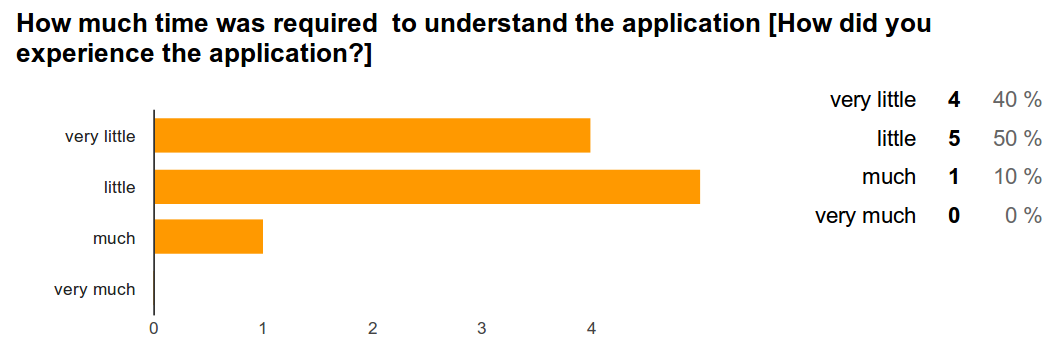 How much time was required  to understand the application [How did you
experience the application?]
very little 4 40 %
little 5 50 %
much 1 10 %
very much 0 0 %
very little
little
much
very much
0 1 2 3 4